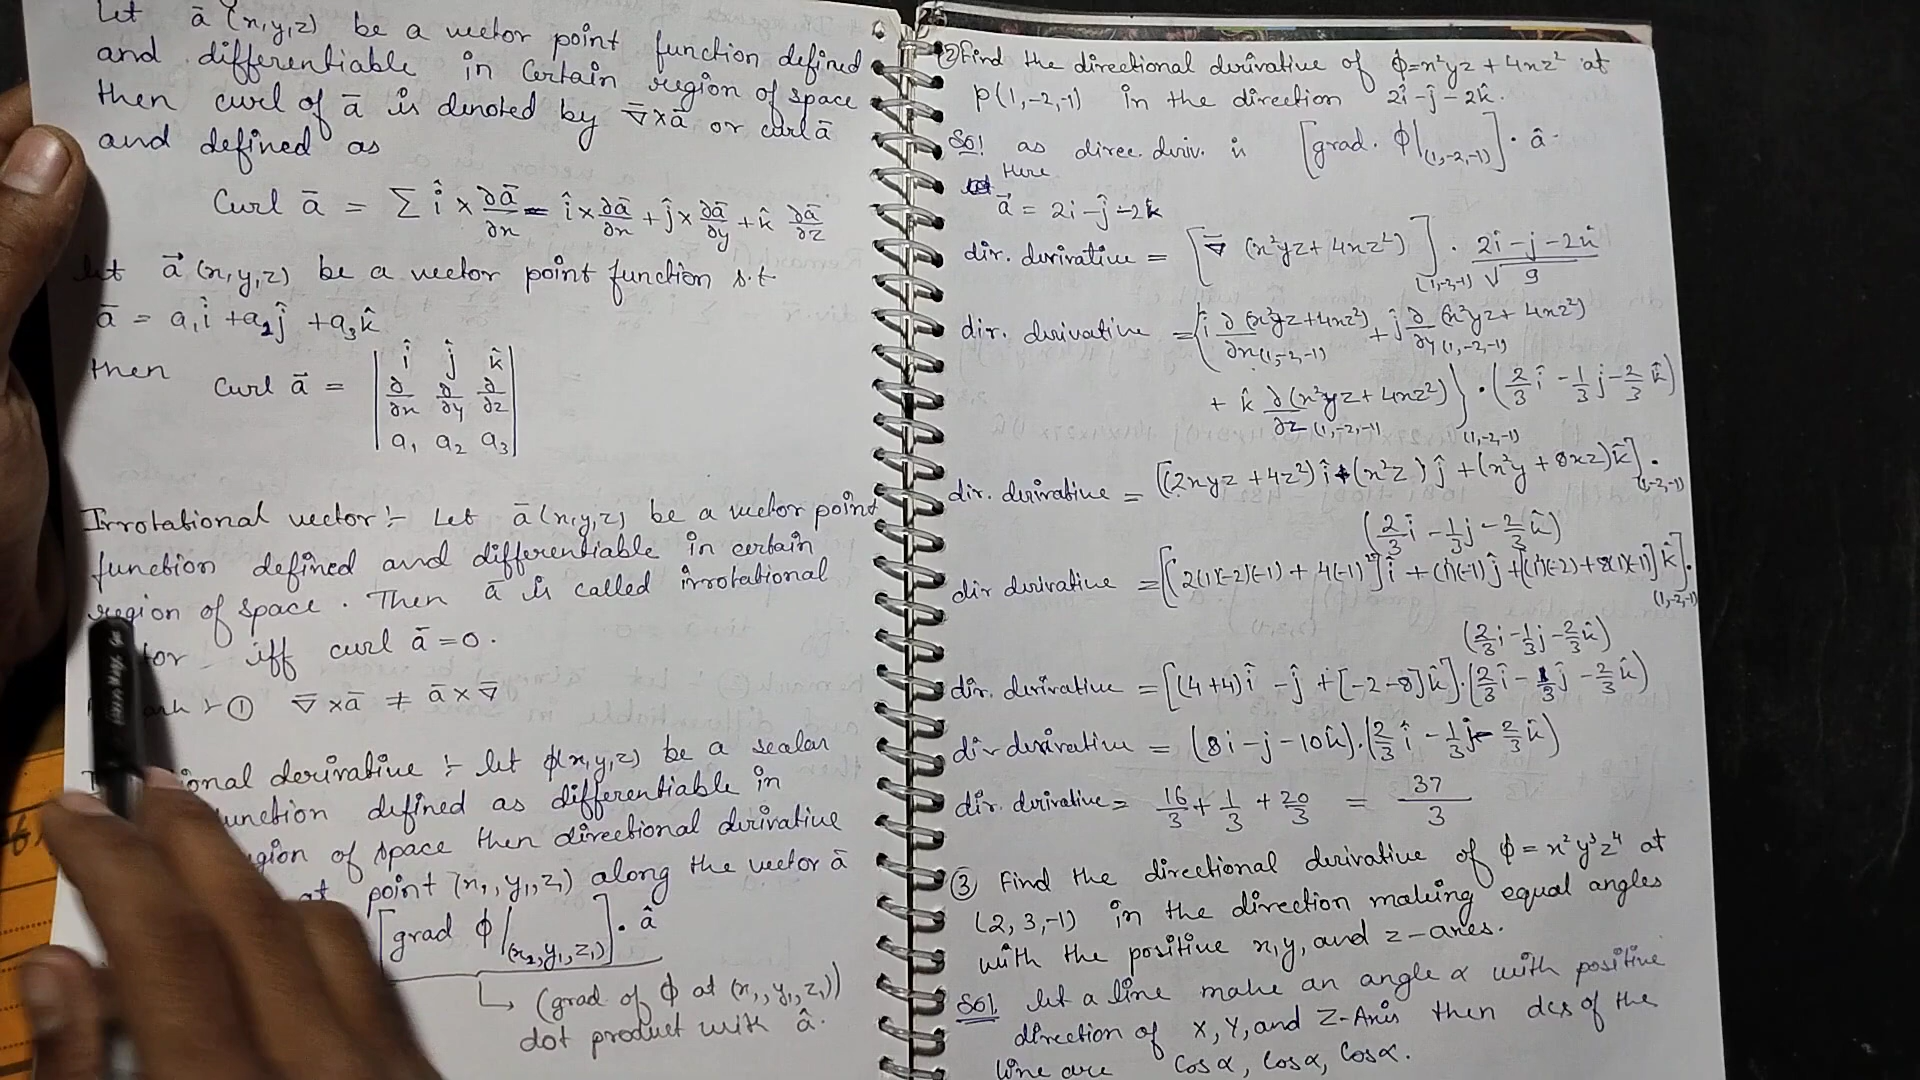 Let ā (x,y,z) be a vector point function defined
and differentiable in certain region of space
then curl of ā is denoted by ∇̄×ā or curl ā
and defined as
Curl ā = Σ î × ∂ā/∂x = î×∂ā/∂x + ĵ×∂ā/∂y + k̂ ∂ā/∂z
let a⃗ (x,y,z) be a vector point function s.t
ā = a₁î + a₂ĵ + a₃k̂
then Curl ā = | î ĵ k̂ |
| ∂/∂x ∂/∂y ∂/∂z |
| a₁ a₂ a₃ |
Irrotational vector :- Let ā(x,y,z) be a vector point
function defined and differentiable in certain
region of space. Then ā is called irrotational
tor iff curl ā = 0.
ark :- ① ∇×ā ≠ ā×∇̄
ional derivative :- let ϕ(x,y,z) be a scalar
function defined as differentiable in
gion of space then directional derivative
at point (x₁, y₁, z₁) along the vector ā
[grad ϕ|(x₁, y₁, z₁)] · â
↳ (grad of ϕ at (x₁, y₁, z₁))
dot product with â.
② Find the directional derivative of ϕ = x²yz + 4xz² at
P(1,-2,-1) in the direction 2î - ĵ - 2k̂.
Sol as direc. deriv. is [grad. ϕ|(1,-2,-1)] · â.
Here
a⃗ = 2i - ĵ - 2k
dir. derivative = [∇̄ (x²yz + 4xz²)](1,-2,-1) · 2î - j - 2k̂/√9
dir. derivative = {î ∂/∂x (x²yz + 4xz²)(1,-2,-1) + ĵ ∂/∂y (x²yz + 4xz²)(1,-2,-1)
+ k̂ ∂/∂z (x²yz + 4xz²)(1,-2,-1)}(1,-2,-1) · (2/3 î - 1/3 j - 2/3 k̂)
dir. derivative = [(2xyz + 4z²) î + (x²z) ĵ + (x²y + 8xz) k̂](1,-2,-1) ·
(2/3 î - 1/3 j - 2/3 k̂)
dir derivative = [[2(1)(-2)(-1) + 4(-1)²] î + (1)(-1) ĵ + [(1)(-2) + 8(1)(-1)] k̂](1,-2,-1) ·
(2/3 i - 1/3 j - 2/3 k̂)
dir. derivative = [(4+4) î - ĵ + [-2-8] k̂] · (2/3 î - 1/3 j - 2/3 k̂)
dir derivative = (8i - j - 10k̂) · (2/3 î - 1/3 j - 2/3 k̂)
dir. derivative = 16/3 + 1/3 + 20/3 = 37/3
③ Find the directional derivative of ϕ = x²y³z⁴ at
(2,3,-1) in the direction making equal angles
with the positive x,y, and z-axes.
Sol. let a line make an angle α with positive
direction of X, Y, and Z-Axis then dcs of the
line are Cosα, Cosα, Cosα.